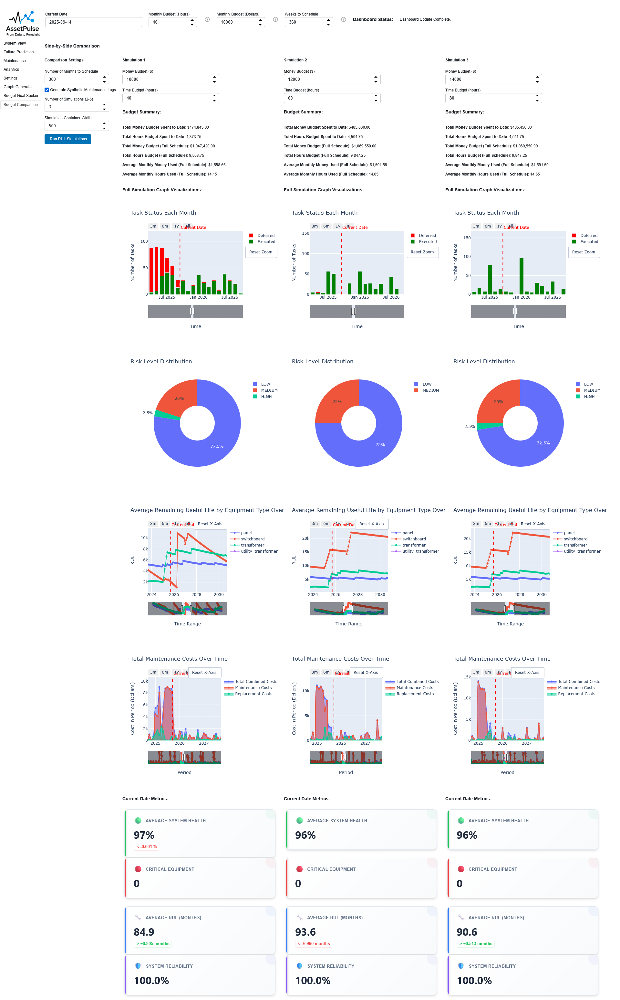 AssetPulse
From Data to Foresight
Current Date
2025-09-14
Monthly Budget (Hours)
40
Monthly Budget (Dollars)
10000
Weeks to Schedule
360
Dashboard Status:
Dashboard Update Complete.
System View
Failure Prediction
Maintenance
Analytics
Settings
Graph Generator
Budget Goal Seeker
Budget Comparison
Side-by-Side Comparison
Comparison Settings
Number of Months to Schedule
360
Generate Synthetic Maintenance Logs
Number of Simulations (2-5)
3
Simulation Container Width
500
Run RUL Simulations
Simulation 1
Money Budget ($)
10000
Time Budget (hours)
40
Budget Summary:
Total Money Budget Spent to Date: $474,845.00
Total Hours Budget Spent to Date: 4,373.75
Total Money Budget (Full Schedule): $1,047,420.00
Total Hours Budget (Full Schedule): 9,508.75
Average Monthly Money Used (Full Schedule): $1,558.66
Average Monthly Hours Used (Full Schedule): 14.15
Full Simulation Graph Visualizations:
Task Status Each Month
3m 6m 1y all
Current Date
Deferred
Executed
Reset Zoom
Number of Tasks
100
50
0
Jul 2025 Jan 2026 Jul 2026
Time
Risk Level Distribution
LOW
MEDIUM
HIGH
20%
2.5%
77.5%
Average Remaining Useful Life by Equipment Type Over
3m 6m 1y all
Current Dat
Reset X-Axis
panel
switchboard
transformer
utility_transformer
RUL
10k
8k
6k
4k
2k
2024 2026 2028 2030
Time Range
Total Maintenance Costs Over Time
3m 6m 1y a
Current
Reset X-Axis
Total Combined Costs
Maintenance Costs
Replacement Costs
Cost in Period (Dollars)
10k
8k
6k
4k
2k
0
2025 2026 2027
Period
Current Date Metrics:
AVERAGE SYSTEM HEALTH
97%
↘ -0.001 %
CRITICAL EQUIPMENT
0
AVERAGE RUL (MONTHS)
84.9
↗ +0.805 months
SYSTEM RELIABILITY
100.0%
Simulation 2
Money Budget ($)
12000
Time Budget (hours)
60
Budget Summary:
Total Money Budget Spent to Date: $485,030.00
Total Hours Budget Spent to Date: 4,504.75
Total Money Budget (Full Schedule): $1,069,550.00
Total Hours Budget (Full Schedule): 9,847.25
Average Monthly Money Used (Full Schedule): $1,591.59
Average Monthly Hours Used (Full Schedule): 14.65
Full Simulation Graph Visualizations:
Task Status Each Month
3m 6m 1y all
Current Date
Deferred
Executed
Reset Zoom
Number of Tasks
150
100
50
0
Jul 2025 Jan 2026 Jul 2026
Time
Risk Level Distribution
LOW
MEDIUM
25%
75%
Average Remaining Useful Life by Equipment Type Over
3m 6m 1y all
Current Dat
Reset X-Axis
panel
switchboard
transformer
utility_transformer
RUL
20k
15k
10k
5k
2024 2026 2028 2030
Time Range
Total Maintenance Costs Over Time
3m 6m 1y a
Current
Reset X-Axis
Total Combined Costs
Maintenance Costs
Replacement Costs
Cost in Period (Dollars)
10k
5k
0
2025 2026 2027
Period
Current Date Metrics:
AVERAGE SYSTEM HEALTH
96%
CRITICAL EQUIPMENT
0
AVERAGE RUL (MONTHS)
93.6
↘ -6.960 months
SYSTEM RELIABILITY
100.0%
Simulation 3
Money Budget ($)
14000
Time Budget (hours)
80
Budget Summary:
Total Money Budget Spent to Date: $485,450.00
Total Hours Budget Spent to Date: 4,511.75
Total Money Budget (Full Schedule): $1,069,550.00
Total Hours Budget (Full Schedule): 9,847.25
Average Monthly Money Used (Full Schedule): $1,591.59
Average Monthly Hours Used (Full Schedule): 14.65
Full Simulation Graph Visualizations:
Task Status Each Month
3m 6m 1y all
Current Date
Deferred
Executed
Reset Zoom
Number of Tasks
150
100
50
0
Jul 2025 Jan 2026 Jul 2026
Time
Risk Level Distribution
LOW
MEDIUM
HIGH
25%
2.5%
72.5%
Average Remaining Useful Life by Equipment Type Over
3m 6m 1y all
Current Dat
Reset X-Axis
panel
switchboard
transformer
utility_transformer
RUL
20k
15k
10k
5k
2024 2026 2028 2030
Time Range
Total Maintenance Costs Over Time
3m 6m 1y a
Current
Reset X-Axis
Total Combined Costs
Maintenance Costs
Replacement Costs
Cost in Period (Dollars)
15k
10k
5k
0
2025 2026 2027
Period
Current Date Metrics:
AVERAGE SYSTEM HEALTH
96%
CRITICAL EQUIPMENT
0
AVERAGE RUL (MONTHS)
90.6
↗ +0.513 months
SYSTEM RELIABILITY
100.0%